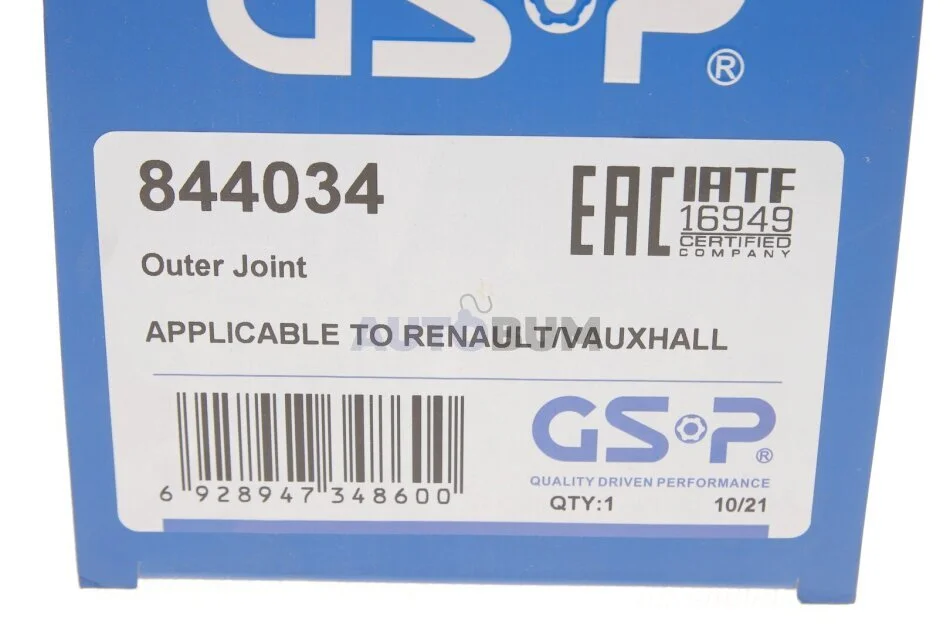 GSP®
844034
EAC
IATF
16949
CERTIFIED
COMPANY
Outer Joint
AUTOBUM
APPLICABLE TO RENAULT/VAUXHALL
GSP®
QUALITY DRIVEN PERFORMANCE
6 928947 348600
QTY:1 10/21